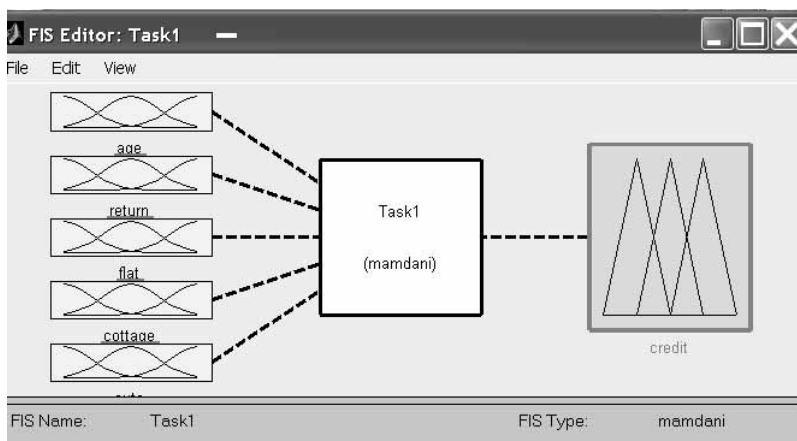 FIS Editor: Task1
File Edit View
age
return
flat
cottage
Task1
(mamdani)
credit
FIS Name: Task1 FIS Type: mamdani